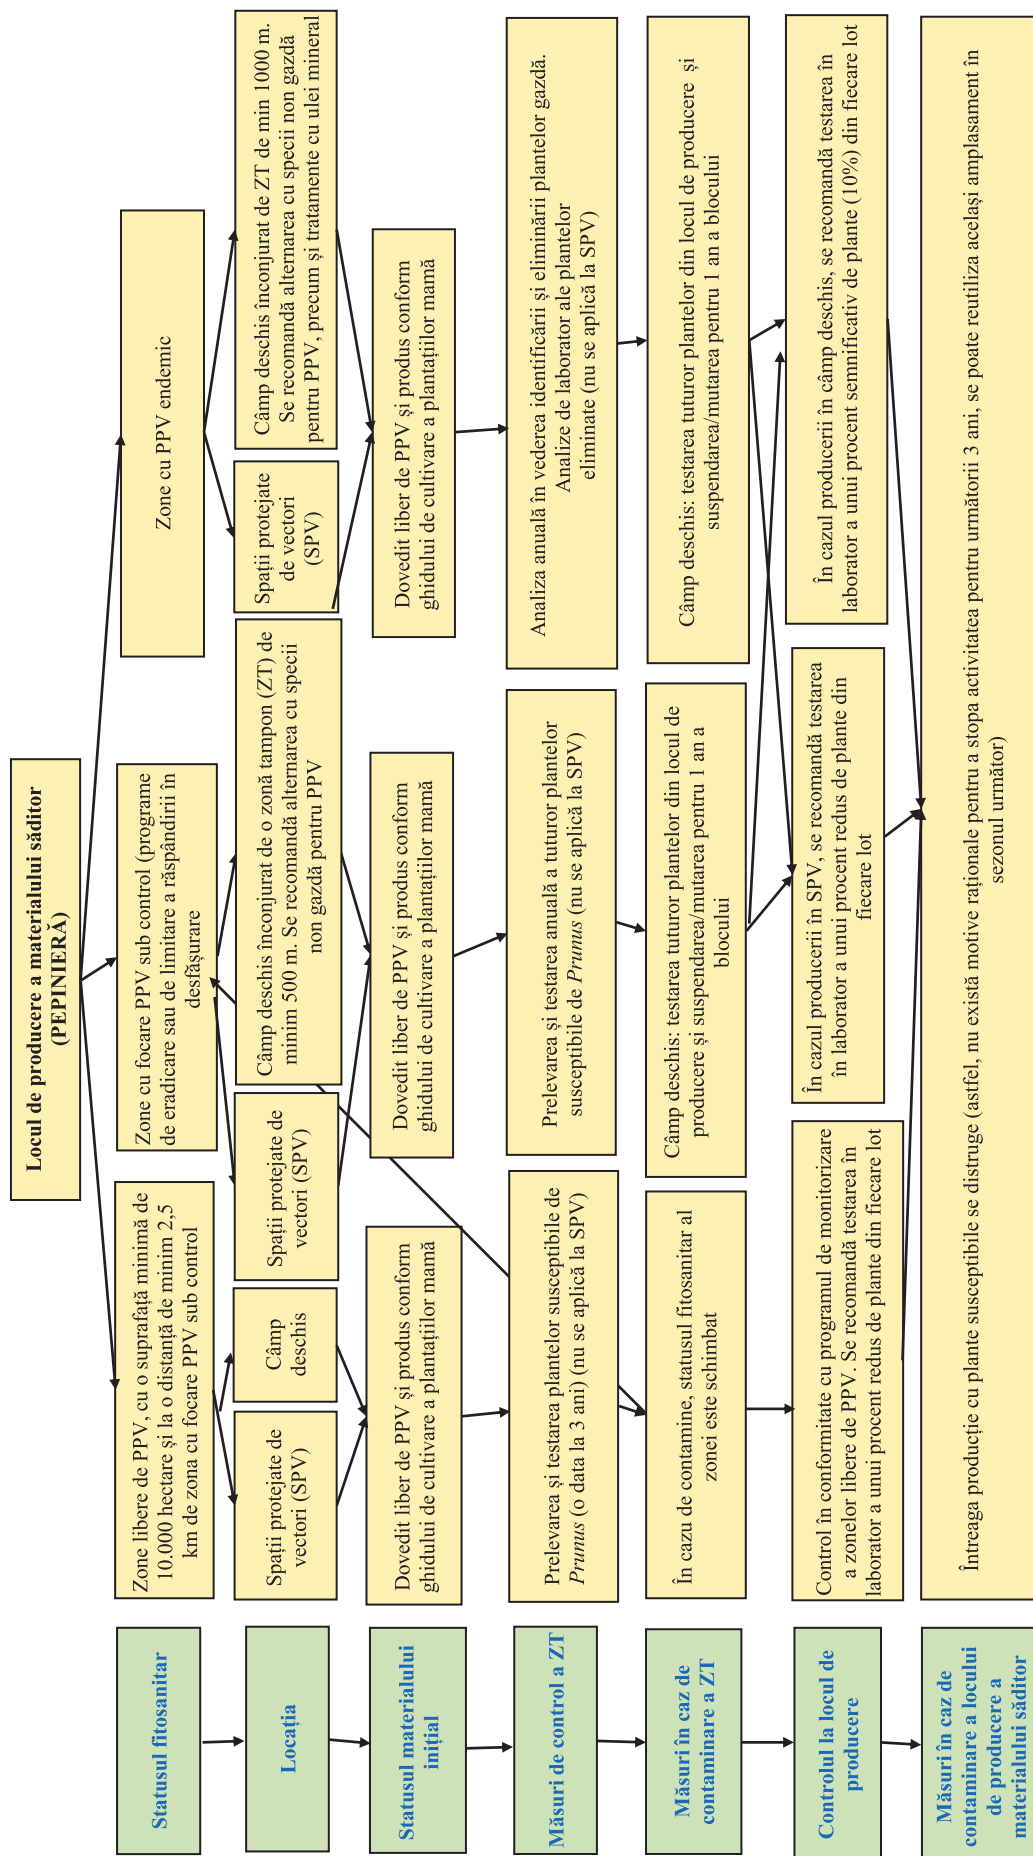 Locul de producere a materialului săditor
(PEPINIERĂ)
Statusul fitosanitar
Zone libere de PPV, cu o suprafață minimă de
10.000 hectare și la o distanță de minim 2,5
km de zona cu focare PPV sub control
Zone cu focare PPV sub control (programe
de eradicare sau de limitare a răspândirii în
desfășurare
Zone cu PPV endemic
Locația
Spații protejate de
vectori (SPV)
Câmp
deschis
Spații protejate de
vectori (SPV)
Câmp deschis înconjurat de o zonă tampon (ZT) de
minim 500 m. Se recomandă alternarea cu specii
non gazdă pentru PPV
Spații protejate
de vectori
(SPV)
Câmp deschis înconjurat de ZT de min 1000 m.
Se recomandă alternarea cu specii non gazdă
pentru PPV, precum și tratamente cu ulei mineral
Statusul materialului
inițial
Dovedit liber de PPV și produs conform
ghidului de cultivare a plantațiilor mamă
Dovedit liber de PPV și produs conform
ghidului de cultivare a plantațiilor mamă
Dovedit liber de PPV și produs conform
ghidului de cultivare a plantațiilor mamă
Măsuri de control a ZT
Prelevarea și testarea plantelor susceptibile de
Prunus (o data la 3 ani) (nu se aplică la SPV)
Prelevarea și testarea anuală a tuturor plantelor
susceptibile de Prunus (nu se aplică la SPV)
Analiza anuală în vederea identificării și eliminării plantelor gazdă.
Analize de laborator ale plantelor
eliminate (nu se aplică la SPV)
Măsuri în caz de
contaminare a ZT
În cazu de contamine, statusul fitosanitar al
zonei este schimbat
Câmp deschis: testarea tuturor plantelor din locul de
producere și suspendarea/mutarea pentru 1 an a
blocului
Câmp deschis: testarea tuturor plantelor din locul de producere și
suspendarea/mutarea pentru 1 an a blocului
Controlul la locul de
producere
Control în conformitate cu programul de monitorizare
a zonelor libere de PPV. Se recomandă testarea în
laborator a unui procent redus de plante din fiecare lot
În cazul producerii în SPV, se recomandă testarea
în laborator a unui procent redus de plante din
fiecare lot
În cazul producerii în câmp deschis, se recomandă testarea în
laborator a unui procent semnificativ de plante (10%) din fiecare lot
Măsuri în caz de
contaminare a locului
de producere a
materialului săditor
Întreaga producție cu plante susceptibile se distruge (astfel, nu există motive raționale pentru a stopa activitatea pentru următorii 3 ani, se poate reutiliza același amplasament în
sezonul următor)